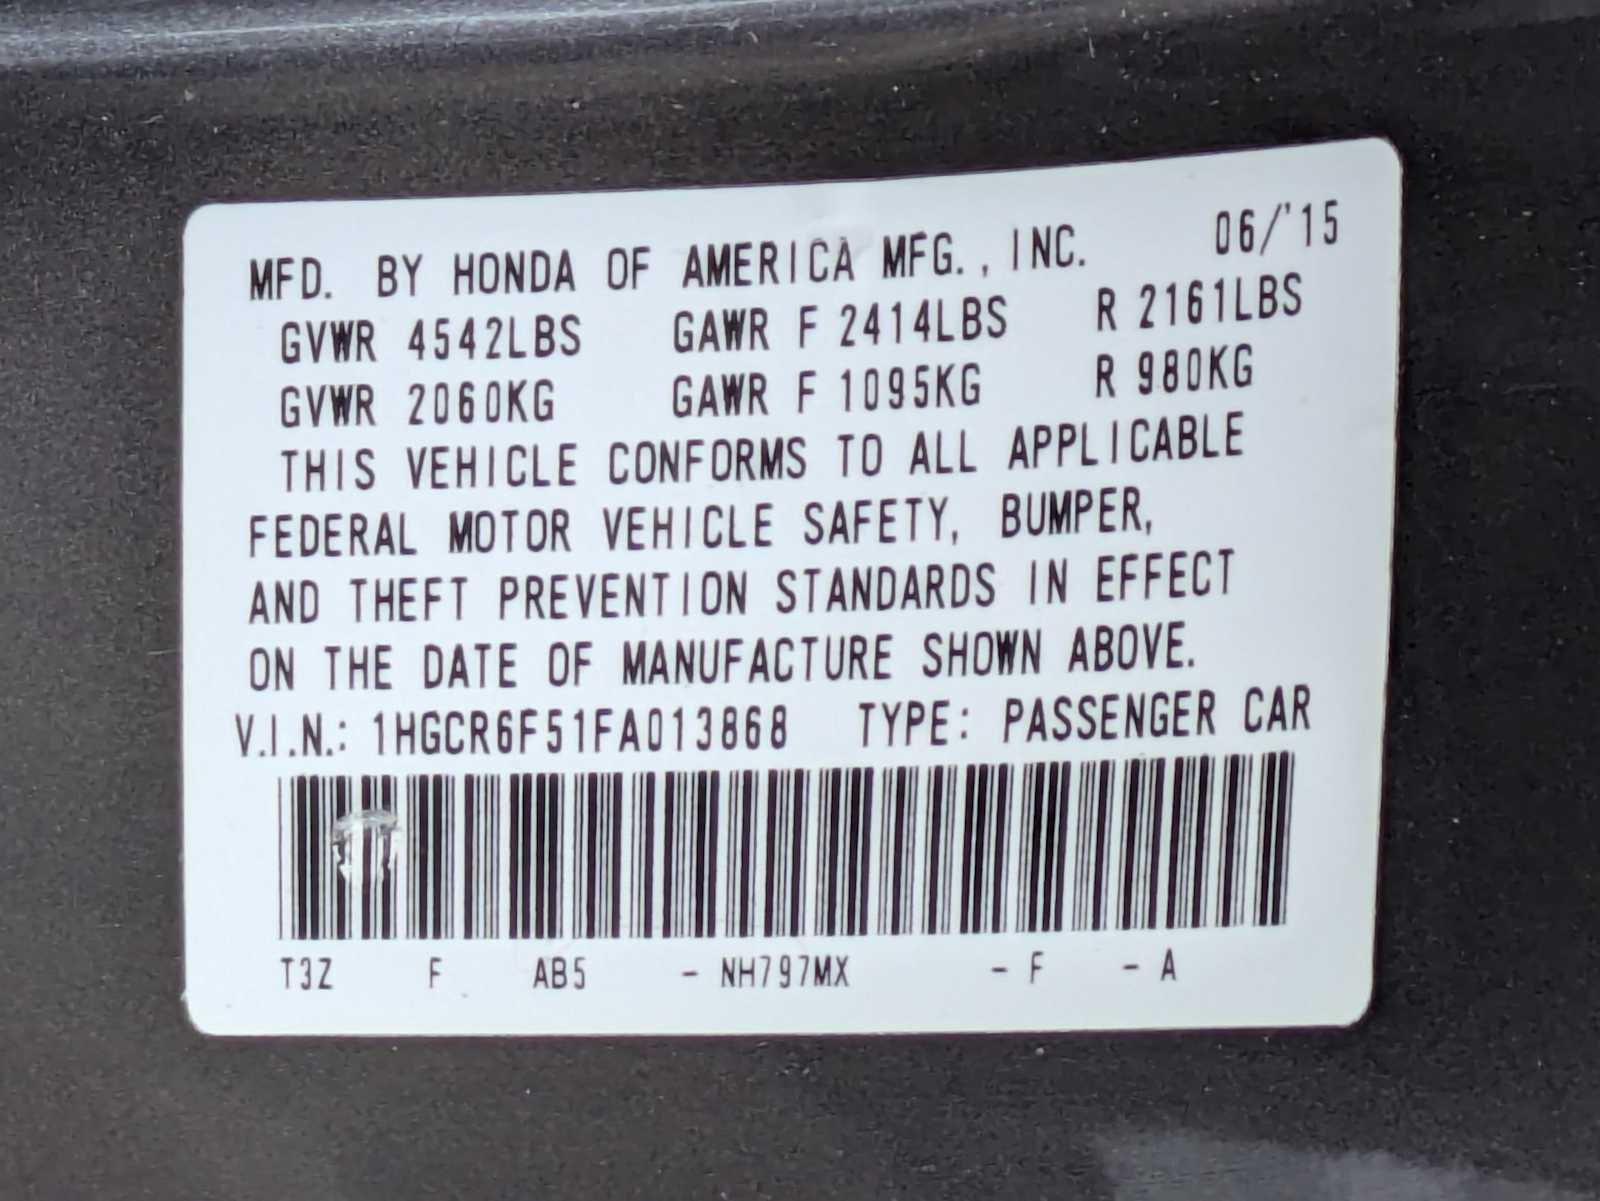 MFD. BY HONDA OF AMERICA MFG., INC. 06/'15
GVWR 4542LBS GAWR F 2414LBS R 2161LBS
GVWR 2060KG GAWR F 1095KG R 980KG
THIS VEHICLE CONFORMS TO ALL APPLICABLE
FEDERAL MOTOR VEHICLE SAFETY, BUMPER,
AND THEFT PREVENTION STANDARDS IN EFFECT
ON THE DATE OF MANUFACTURE SHOWN ABOVE.
V.I.N.: 1HGCR6F51FA013868 TYPE: PASSENGER CAR
T3Z F AB5 - NH797MX - F - A